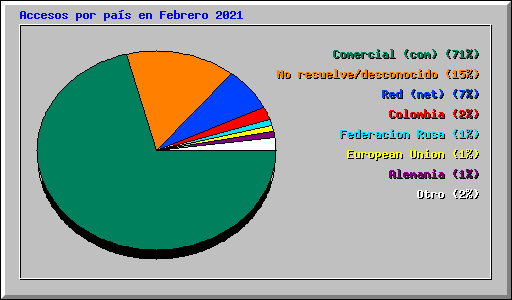 Accesos por país en Febrero 2021
Comercial (com) (71%)
No resuelve/desconocido (15%)
Red (net) (7%)
Colombia (2%)
Federacion Rusa (1%)
European Union (1%)
Alemania (1%)
Otro (2%)